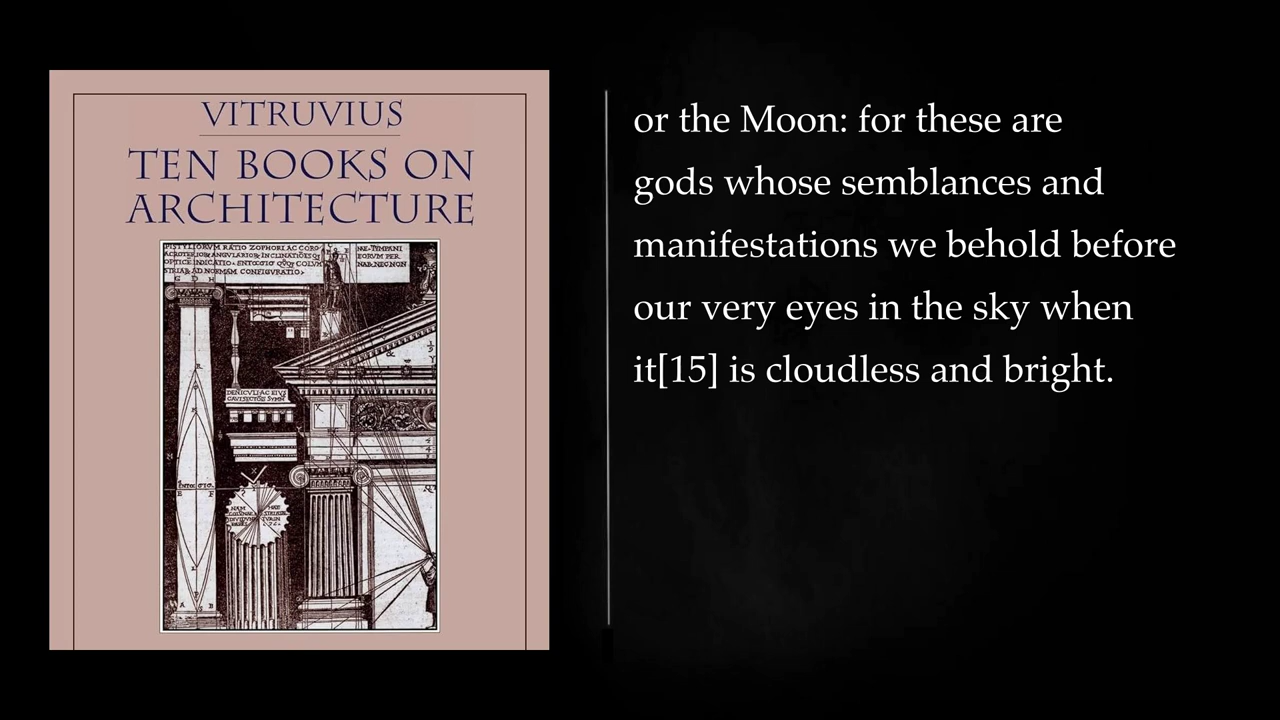 VITRUVIUS
TEN BOOKS ON
ARCHITECTURE
or the Moon: for these are
gods whose semblances and
manifestations we behold before
our very eyes in the sky when
it[15] is cloudless and bright.